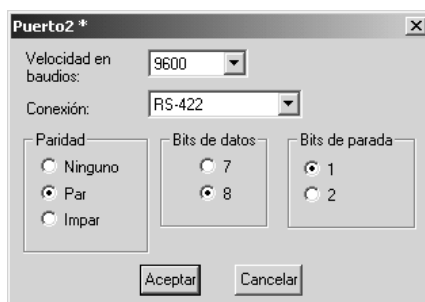 Puerto2 *
Velocidad en
baudios:
9600
Conexión:
RS-422
Paridad
Ninguno
Par
Impar
Bits de datos
7
8
Bits de parada
1
2
Aceptar
Cancelar